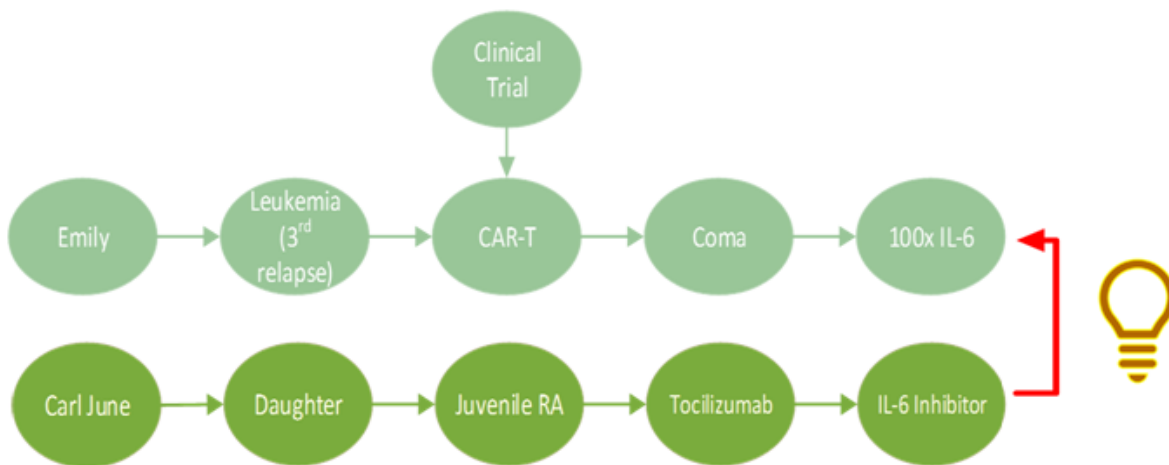 Clinical
Trial
Emily
Leukemia
(3rd
relapse)
CAR-T
Coma
100x IL-6
Carl June
Daughter
Juvenile RA
Tocilizumab
IL-6 Inhibitor